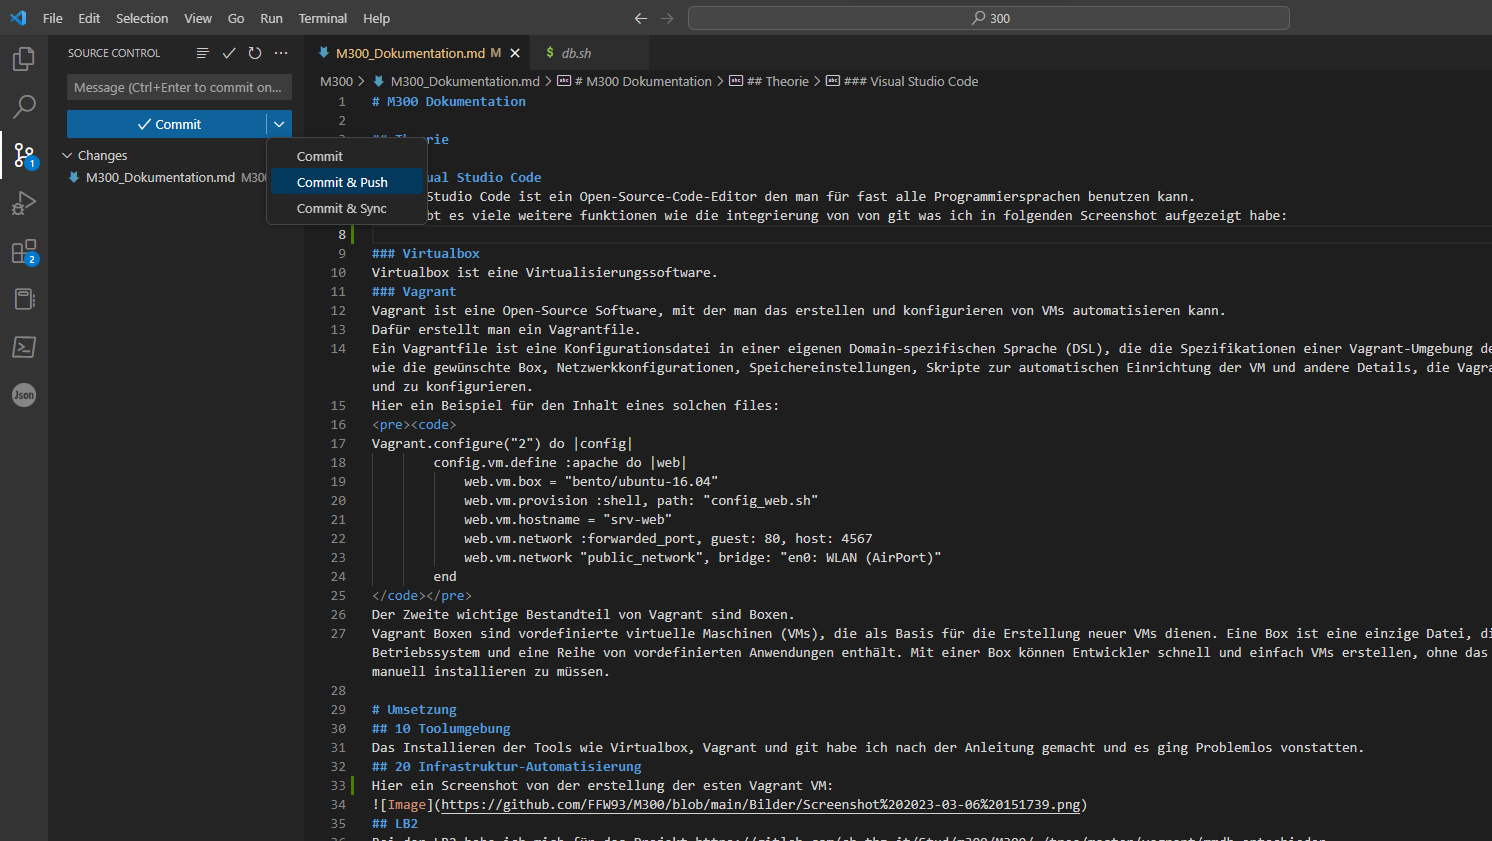 File Edit Selection View Go Run Terminal Help
300
SOURCE CONTROL
Message (Ctrl+Enter to commit on...
Commit
Changes
M300_Dokumentation.md M300
Commit
Commit & Push
Commit & Sync
1
2
Json
M300_Dokumentation.md M
$ db.sh
M300 > M300_Dokumentation.md > # M300 Dokumentation > ## Theorie > ### Visual Studio Code
1 # M300 Dokumentation
2
3 ## Theorie
ual Studio Code
Studio Code ist ein Open-Source-Code-Editor den man für fast alle Programmiersprachen benutzen kann.
bt es viele weitere funktionen wie die integrierung von von git was ich in folgenden Screenshot aufgezeigt habe:
8
9 ### Virtualbox
10 Virtualbox ist eine Virtualisierungssoftware.
11 ### Vagrant
12 Vagrant ist eine Open-Source Software, mit der man das erstellen und konfigurieren von VMs automatisieren kann.
13 Dafür erstellt man ein Vagrantfile.
14 Ein Vagrantfile ist eine Konfigurationsdatei in einer eigenen Domain-spezifischen Sprache (DSL), die die Spezifikationen einer Vagrant-Umgebung de
wie die gewünschte Box, Netzwerkkonfigurationen, Speichereinstellungen, Skripte zur automatischen Einrichtung der VM und andere Details, die Vagra
und zu konfigurieren.
15 Hier ein Beispiel für den Inhalt eines solchen files:
16 <pre><code>
17 Vagrant.configure("2") do |config|
18 config.vm.define :apache do |web|
19 web.vm.box = "bento/ubuntu-16.04"
20 web.vm.provision :shell, path: "config_web.sh"
21 web.vm.hostname = "srv-web"
22 web.vm.network :forwarded_port, guest: 80, host: 4567
23 web.vm.network "public_network", bridge: "en0: WLAN (AirPort)"
24 end
25 </code></pre>
26 Der Zweite wichtige Bestandteil von Vagrant sind Boxen.
27 Vagrant Boxen sind vordefinierte virtuelle Maschinen (VMs), die als Basis für die Erstellung neuer VMs dienen. Eine Box ist eine einzige Datei, di
Betriebssystem und eine Reihe von vordefinierten Anwendungen enthält. Mit einer Box können Entwickler schnell und einfach VMs erstellen, ohne das
manuell installieren zu müssen.
28
29 # Umsetzung
30 ## 10 Toolumgebung
31 Das Installieren der Tools wie Virtualbox, Vagrant und git habe ich nach der Anleitung gemacht und es ging Problemlos vonstatten.
32 ## 20 Infrastruktur-Automatisierung
33 Hier ein Screenshot von der erstellung der esten Vagrant VM:
34 ![Image](https://github.com/FFW93/M300/blob/main/Bilder/Screenshot%202023-03-06%20151739.png)
35 ## LB2